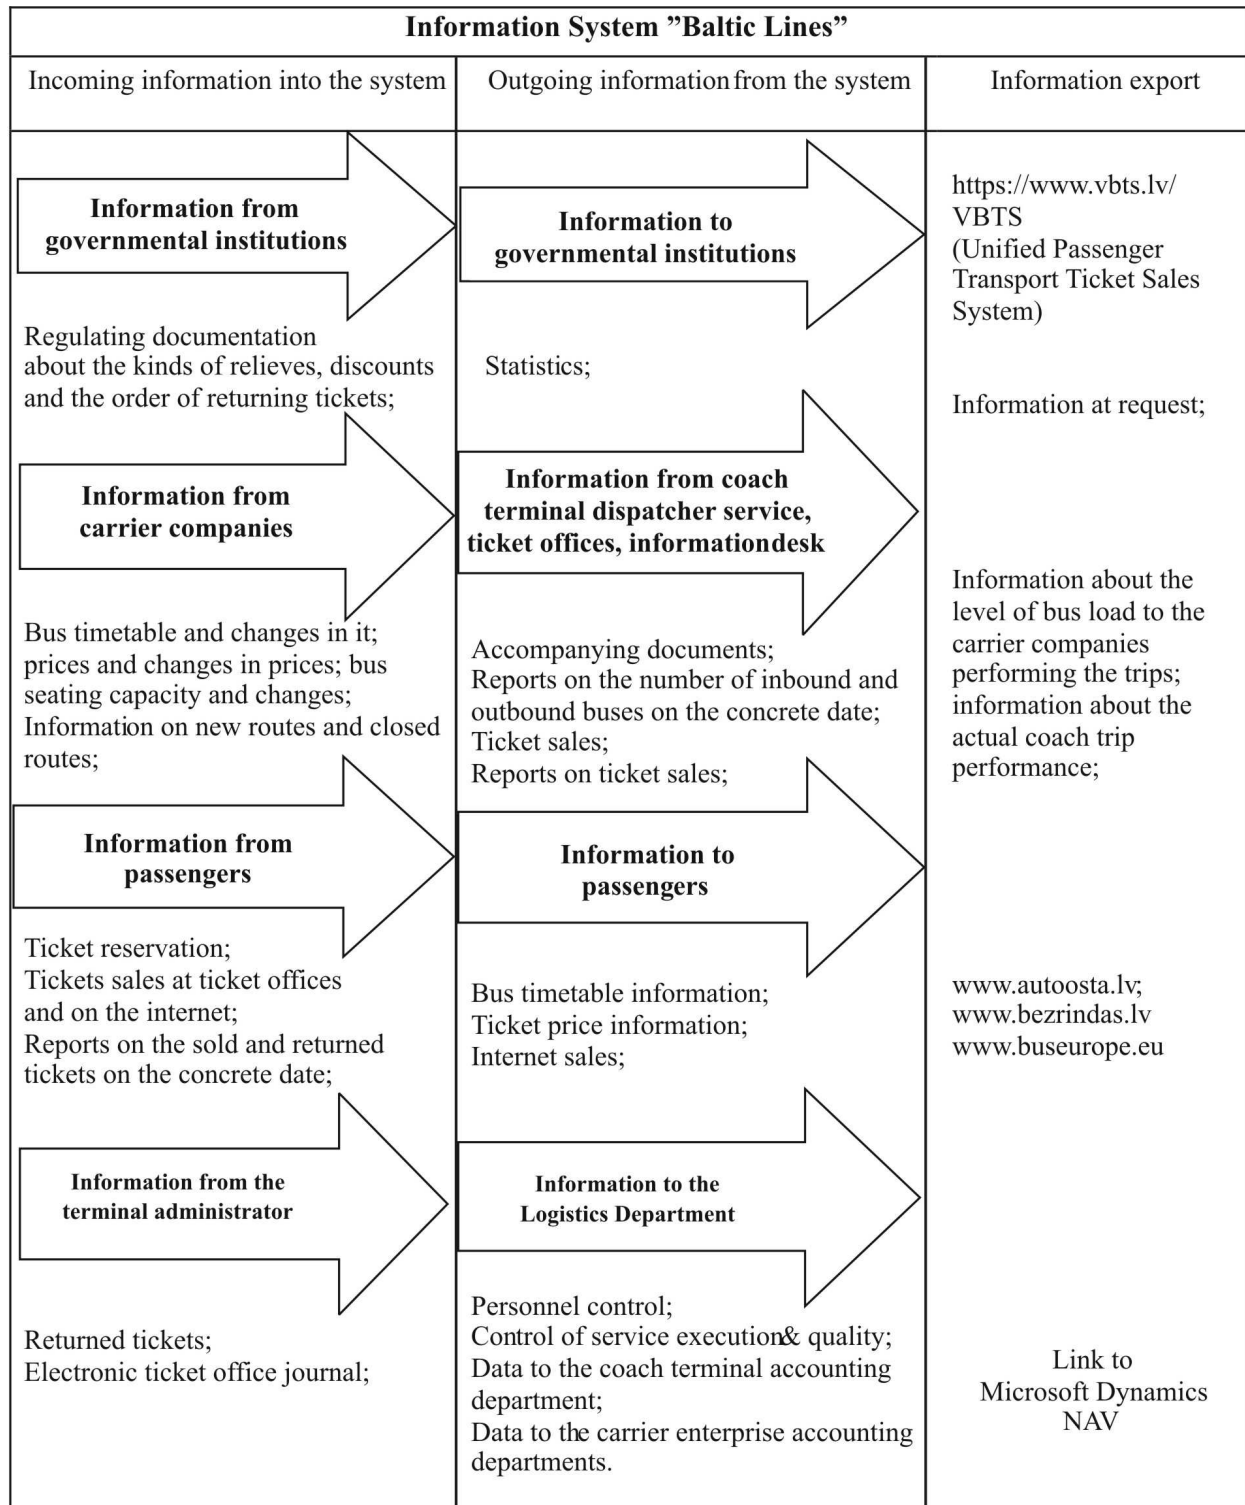 Information System ”Baltic Lines”
Incoming information into the system
Outgoing information from the system
Information export
Information from
governmental institutions
Regulating documentation
about the kinds of relieves, discounts
and the order of returning tickets;
Information from
carrier companies
Bus timetable and changes in it;
prices and changes in prices; bus
seating capacity and changes;
Information on new routes and closed
routes;
Information from
passengers
Ticket reservation;
Tickets sales at ticket offices
and on the internet;
Reports on the sold and returned
tickets on the concrete date;
Information from the
terminal administrator
Returned tickets;
Electronic ticket office journal;
Information to
governmental institutions
Statistics;
Information from coach
terminal dispatcher service,
ticket offices, informationdesk
Accompanying documents;
Reports on the number of inbound and
outbound buses on the concrete date;
Ticket sales;
Reports on ticket sales;
Information to
passengers
Bus timetable information;
Ticket price information;
Internet sales;
Information to the
Logistics Department
Personnel control;
Control of service execution& quality;
Data to the coach terminal accounting
department;
Data to the carrier enterprise accounting
departments.
https://www.vbts.lv/
VBTS
(Unified Passenger
Transport Ticket Sales
System)
Information at request;
Information about the
level of bus load to the
carrier companies
performing the trips;
information about the
actual coach trip
performance;
www.autoosta.lv;
www.bezrindas.lv
www.buseurope.eu
Link to
Microsoft Dynamics
NAV